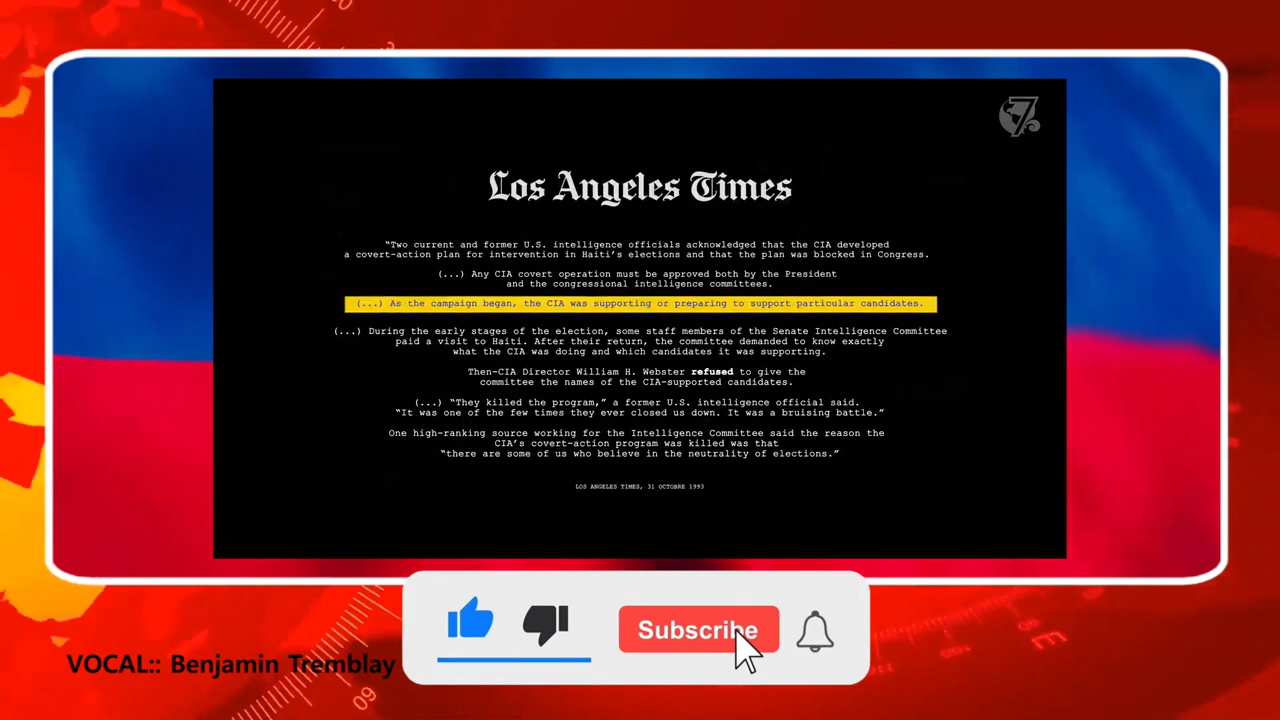 7
Los Angeles Times
“Two current and former U.S. intelligence officials acknowledged that the CIA developed
a covert-action plan for intervention in Haiti’s elections and that the plan was blocked in Congress.
(...) Any CIA covert operation must be approved both by the President
and the congressional intelligence committees.
(...) As the campaign began, the CIA was supporting or preparing to support particular candidates.
(...) During the early stages of the election, some staff members of the Senate Intelligence Committee
paid a visit to Haiti. After their return, the committee demanded to know exactly
what the CIA was doing and which candidates it was supporting.
Then-CIA Director William H. Webster refused to give the
committee the names of the CIA-supported candidates.
(...) “They killed the program,” a former U.S. intelligence official said.
“It was one of the few times they ever closed us down. It was a bruising battle.”
One high-ranking source working for the Intelligence Committee said the reason the
CIA’s covert-action program was killed was that
“there are some of us who believe in the neutrality of elections.”
LOS ANGELES TIMES, 31 OCTOBRE 1993
Subscribe
VOCAL:: Benjamin Tremblay
60
E